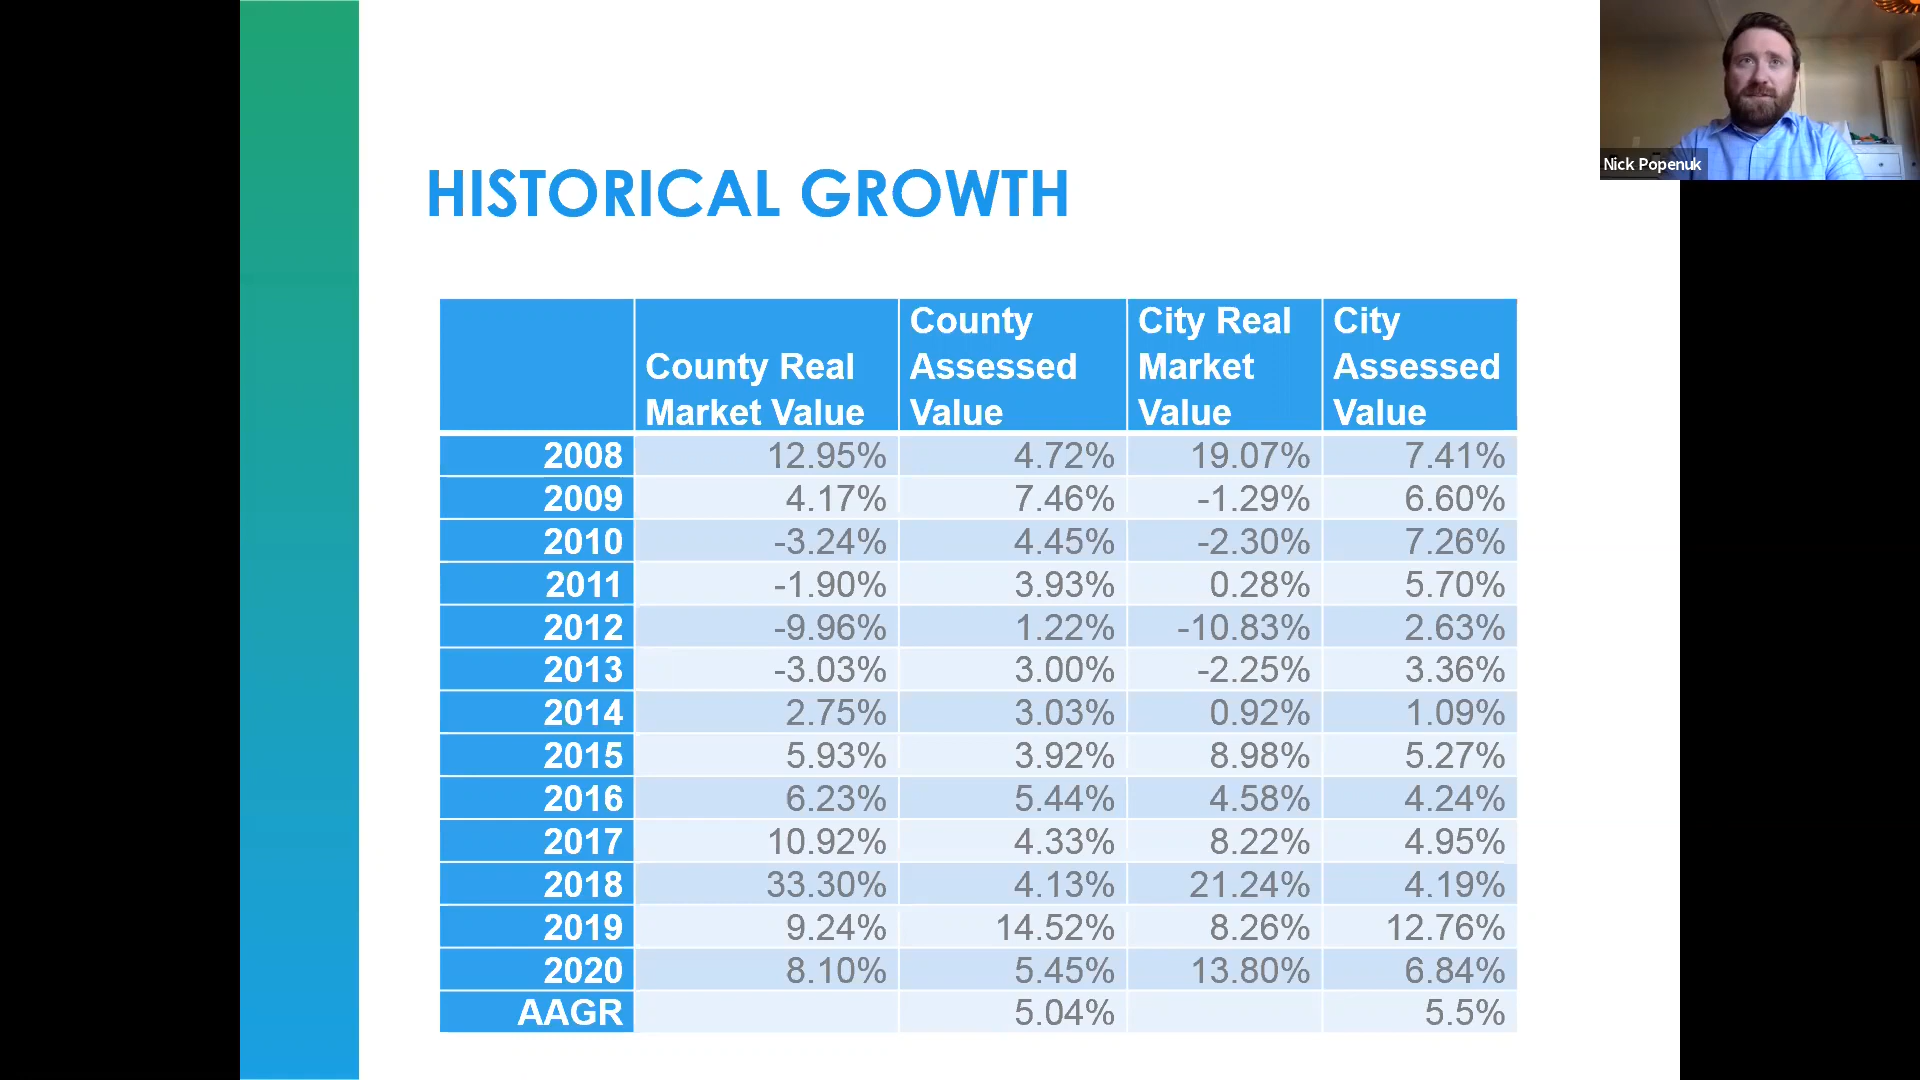 Nick Popenuk
HISTORICAL GROWTH
County Real Market Value County Assessed Value City Real Market Value City Assessed Value
2008 12.95% 4.72% 19.07% 7.41%
2009 4.17% 7.46% -1.29% 6.60%
2010 -3.24% 4.45% -2.30% 7.26%
2011 -1.90% 3.93% 0.28% 5.70%
2012 -9.96% 1.22% -10.83% 2.63%
2013 -3.03% 3.00% -2.25% 3.36%
2014 2.75% 3.03% 0.92% 1.09%
2015 5.93% 3.92% 8.98% 5.27%
2016 6.23% 5.44% 4.58% 4.24%
2017 10.92% 4.33% 8.22% 4.95%
2018 33.30% 4.13% 21.24% 4.19%
2019 9.24% 14.52% 8.26% 12.76%
2020 8.10% 5.45% 13.80% 6.84%
AAGR 5.04% 5.5%